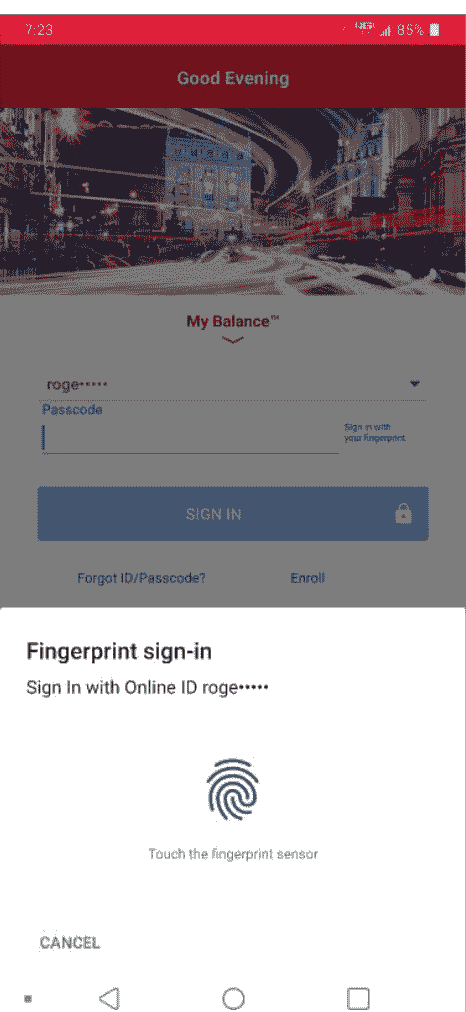 7:23
85%
Good Evening
My Balance™
roge•••••
Passcode
Sign in with
your fingerprint
SIGN IN
Forgot ID/Passcode?
Enroll
Fingerprint sign-in
Sign In with Online ID roge•••••
Touch the fingerprint sensor
CANCEL